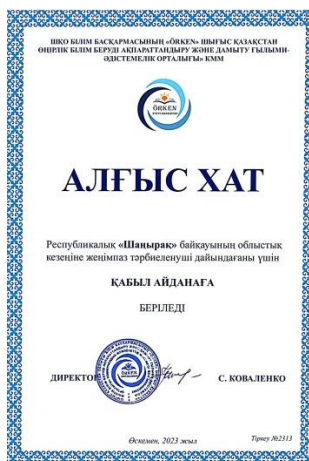 ШҚО БІЛІМ БАСҚАРМАСЫНЫҢ «ÖRKEN» ШЫҒЫС ҚАЗАҚСТАН
ӨҢІРЛІК БІЛІМ БЕРУДІ АҚПАРАТТАНДЫРУ ЖӘНЕ ДАМЫТУ ҒЫЛЫМИ-
ӘДІСТЕМЕЛІК ОРТАЛЫҒЫ» КММ
ÖRKEN
АЛҒЫС ХАТ
Республикалық «Шаңырақ» байқауының облыстық
кезеңіне жеңімпаз тәрбиеленуші дайындағаны үшін
ҚАБЫЛ АЙДАНАҒА
БЕРІЛЕДІ
ДИРЕКТОР
С. КОВАЛЕНКО
Өскемен, 2023 жыл
Тіркеу №2313